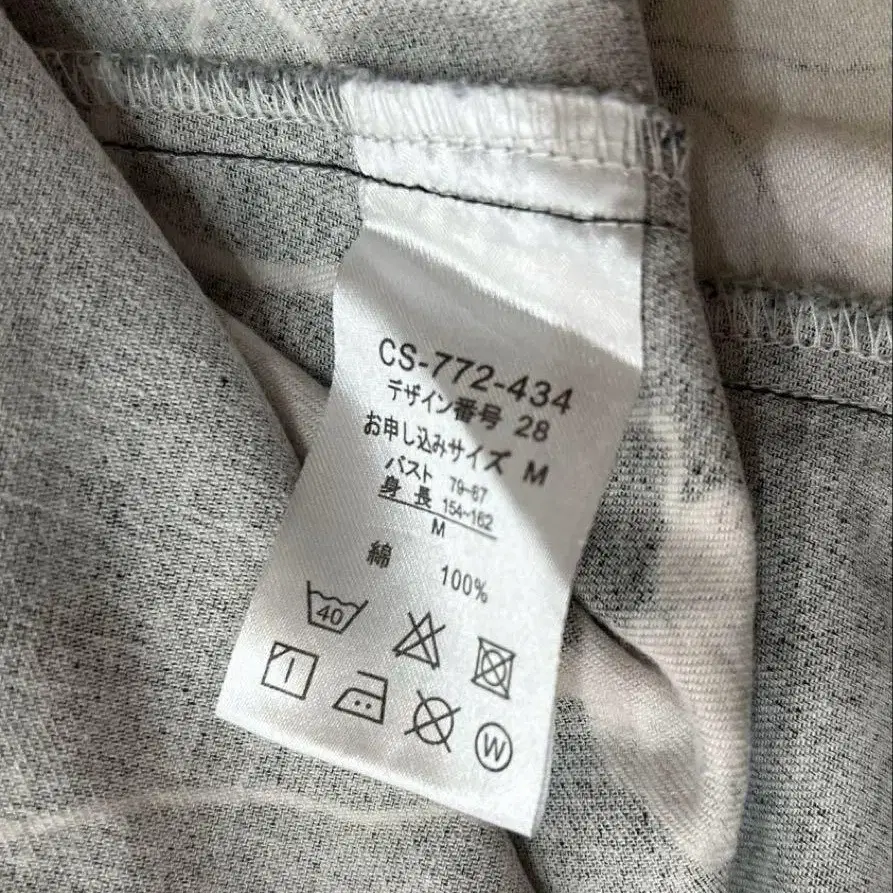 CS-772-434
デザイン番号 28
お申し込みサイズ M
バスト 79~87
身長 154~162
M
綿 100%
40
W